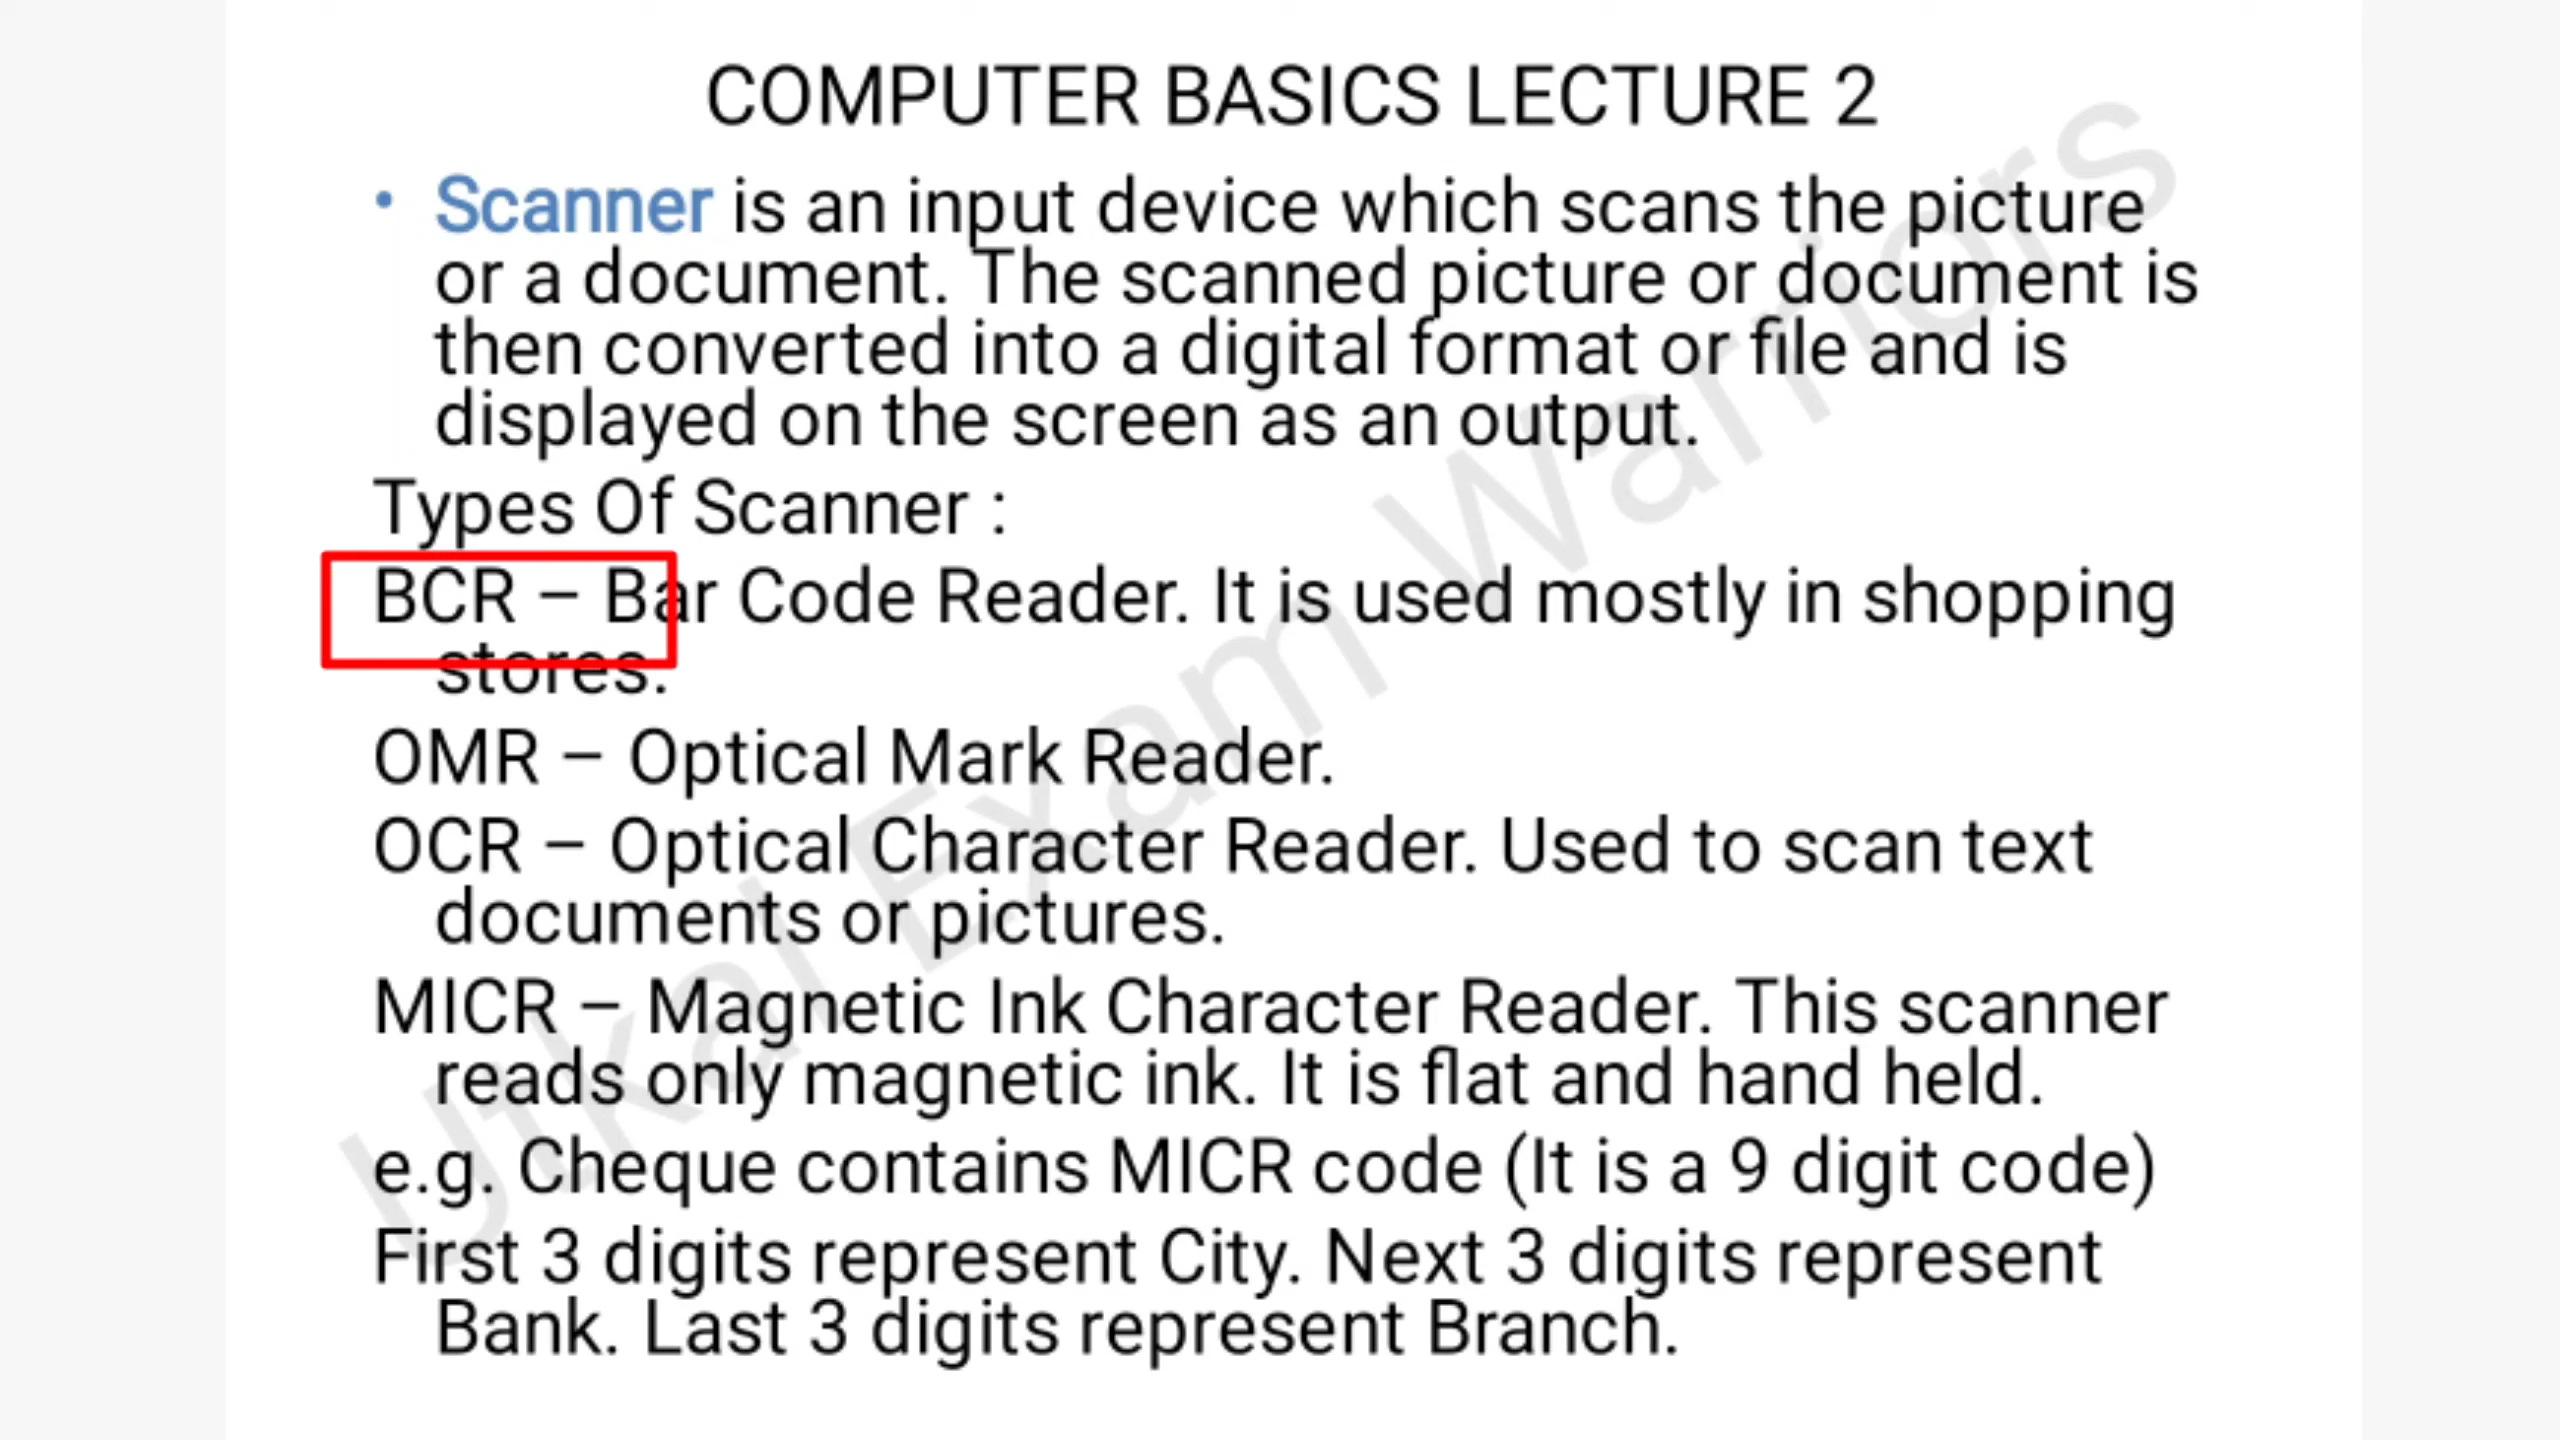 COMPUTER BASICS LECTURE 2
• Scanner is an input device which scans the picture
or a document. The scanned picture or document is
then converted into a digital format or file and is
displayed on the screen as an output.
Types Of Scanner :
BCR – Bar Code Reader. It is used mostly in shopping
stores.
OMR – Optical Mark Reader.
OCR – Optical Character Reader. Used to scan text
documents or pictures.
MICR – Magnetic Ink Character Reader. This scanner
reads only magnetic ink. It is flat and hand held.
e.g. Cheque contains MICR code (It is a 9 digit code)
First 3 digits represent City. Next 3 digits represent
Bank. Last 3 digits represent Branch.
Utkal Exam Warriors